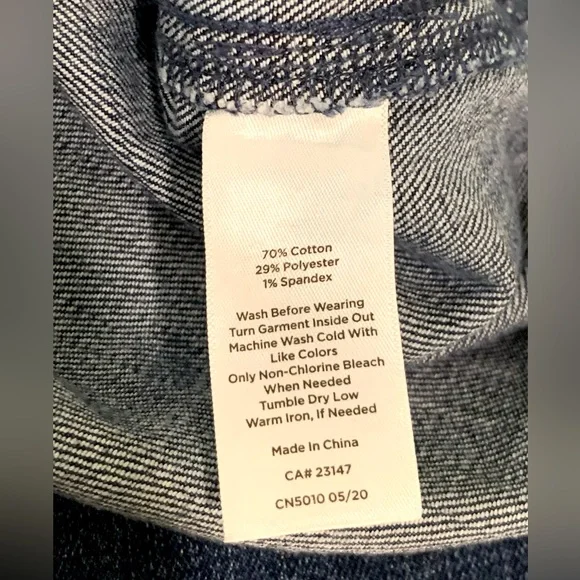 70% Cotton
29% Polyester
1% Spandex
Wash Before Wearing
Turn Garment Inside Out
Machine Wash Cold With
Like Colors
Only Non-Chlorine Bleach
When Needed
Tumble Dry Low
Warm Iron, If Needed
Made In China
CA# 23147
CN5010 05/20